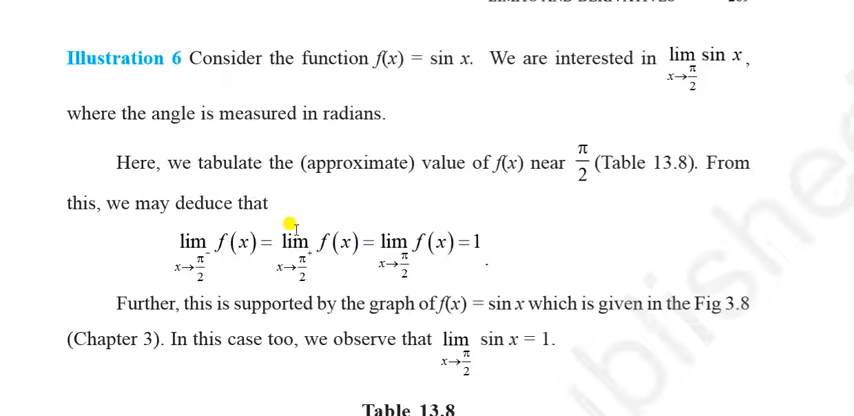 Illustration 6 Consider the function f(x) = sin x. We are interested in lim x→π/2 sin x,
where the angle is measured in radians.
Here, we tabulate the (approximate) value of f(x) near π/2 (Table 13.8). From
this, we may deduce that
lim x→π/2⁻ f(x) = lim x→π/2⁺ f(x) = lim x→π/2 f(x) = 1 .
Further, this is supported by the graph of f(x) = sin x which is given in the Fig 3.8
(Chapter 3). In this case too, we observe that lim x→π/2 sin x = 1.
Table 13.8